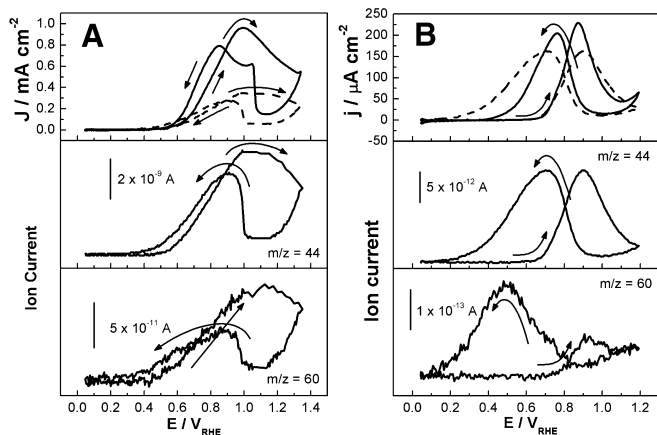 A
J / mA cm-2
1.0
0.8
0.6
0.4
0.2
0.0
2 x 10-9 A
m/z = 44
Ion Current
5 x 10-11 A
m/z = 60
0.0 0.2 0.4 0.6 0.8 1.0 1.2 1.4
E / VRHE
B
j / μA cm-2
250
200
150
100
50
0
-50
m/z = 44
5 x 10-12 A
Ion current
m/z = 60
1 x 10-13 A
0.0 0.2 0.4 0.6 0.8 1.0 1.2
E / VRHE